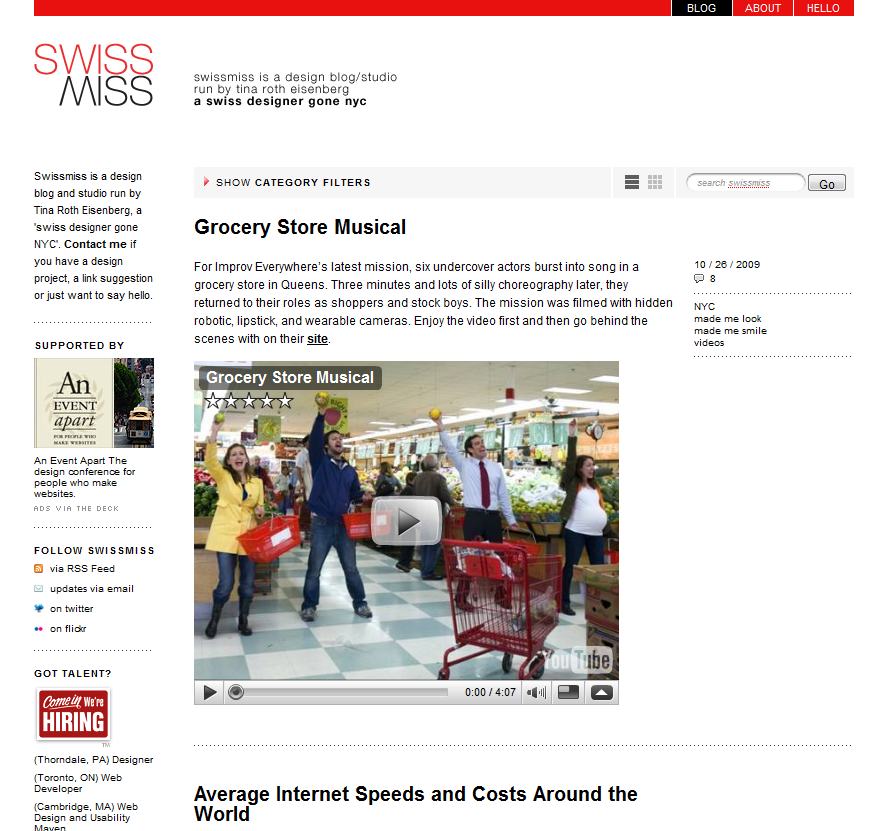 BLOG
ABOUT
HELLO
SWISS
MISS
swissmiss is a design blog/studio
run by tina roth eisenberg
a swiss designer gone nyc
Swissmiss is a design
blog and studio run by
Tina Roth Eisenberg, a
'swiss designer gone
NYC'. Contact me if
you have a design
project, a link suggestion
or just want to say hello.
SUPPORTED BY
An
EVENT
apart
FOR PEOPLE WHO
MAKE WEBSITES
An Event Apart The
design conference for
people who make
websites.
ADS VIA THE DECK
FOLLOW SWISSMISS
via RSS Feed
updates via email
on twitter
on flickr
GOT TALENT?
Come in We're
HIRING
TM
(Thorndale, PA) Designer
(Toronto, ON) Web
Developer
(Cambridge, MA) Web
Design and Usability
Maven
SHOW CATEGORY FILTERS
search swissmiss
Go
Grocery Store Musical
For Improv Everywhere's latest mission, six undercover actors burst into song in a
grocery store in Queens. Three minutes and lots of silly choreography later, they
returned to their roles as shoppers and stock boys. The mission was filmed with hidden
robotic, lipstick, and wearable cameras. Enjoy the video first and then go behind the
scenes with on their site.
Grocery Store Musical
YouTube
0:00 / 4:07
10 / 26 / 2009
8
NYC
made me look
made me smile
videos
Average Internet Speeds and Costs Around the
World